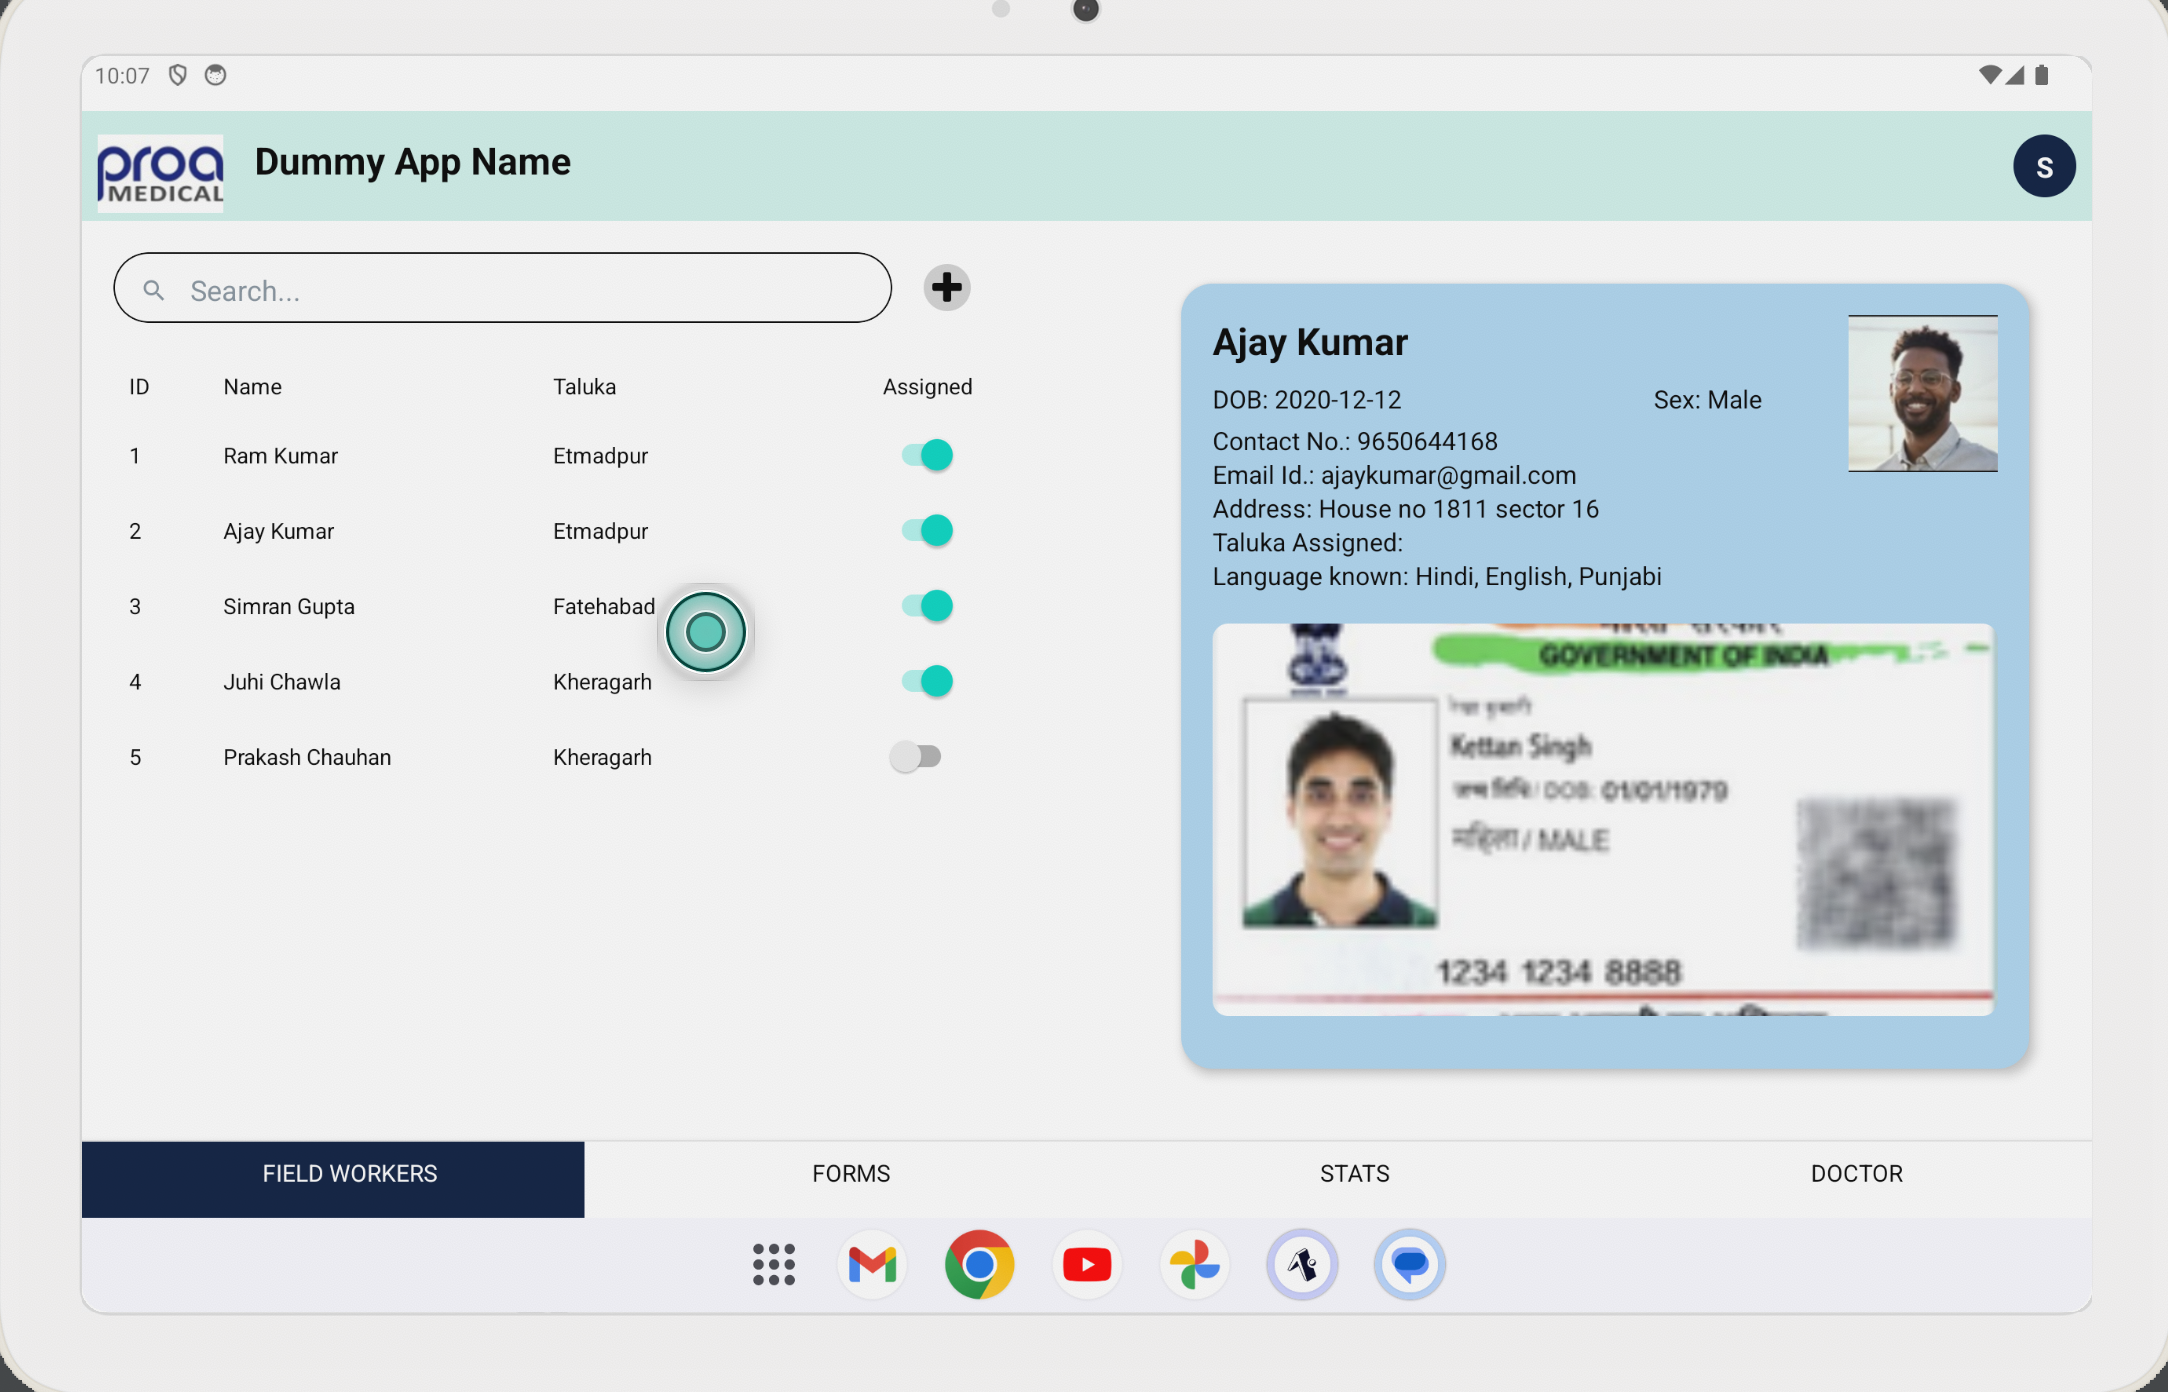 10:07
proa
MEDICAL
Dummy App Name
S
Search...
ID Name Taluka Assigned
1 Ram Kumar Etmadpur
2 Ajay Kumar Etmadpur
3 Simran Gupta Fatehabad
4 Juhi Chawla Kheragarh
5 Prakash Chauhan Kheragarh
Ajay Kumar
DOB: 2020-12-12 Sex: Male
Contact No.: 9650644168
Email Id.: ajaykumar@gmail.com
Address: House no 1811 sector 16
Taluka Assigned:
Language known: Hindi, English, Punjabi
GOVERNMENT OF INDIA
Kettan Singh
DOB: 01/01/1979
महिला / MALE
1234 1234 8888
FIELD WORKERS FORMS STATS DOCTOR